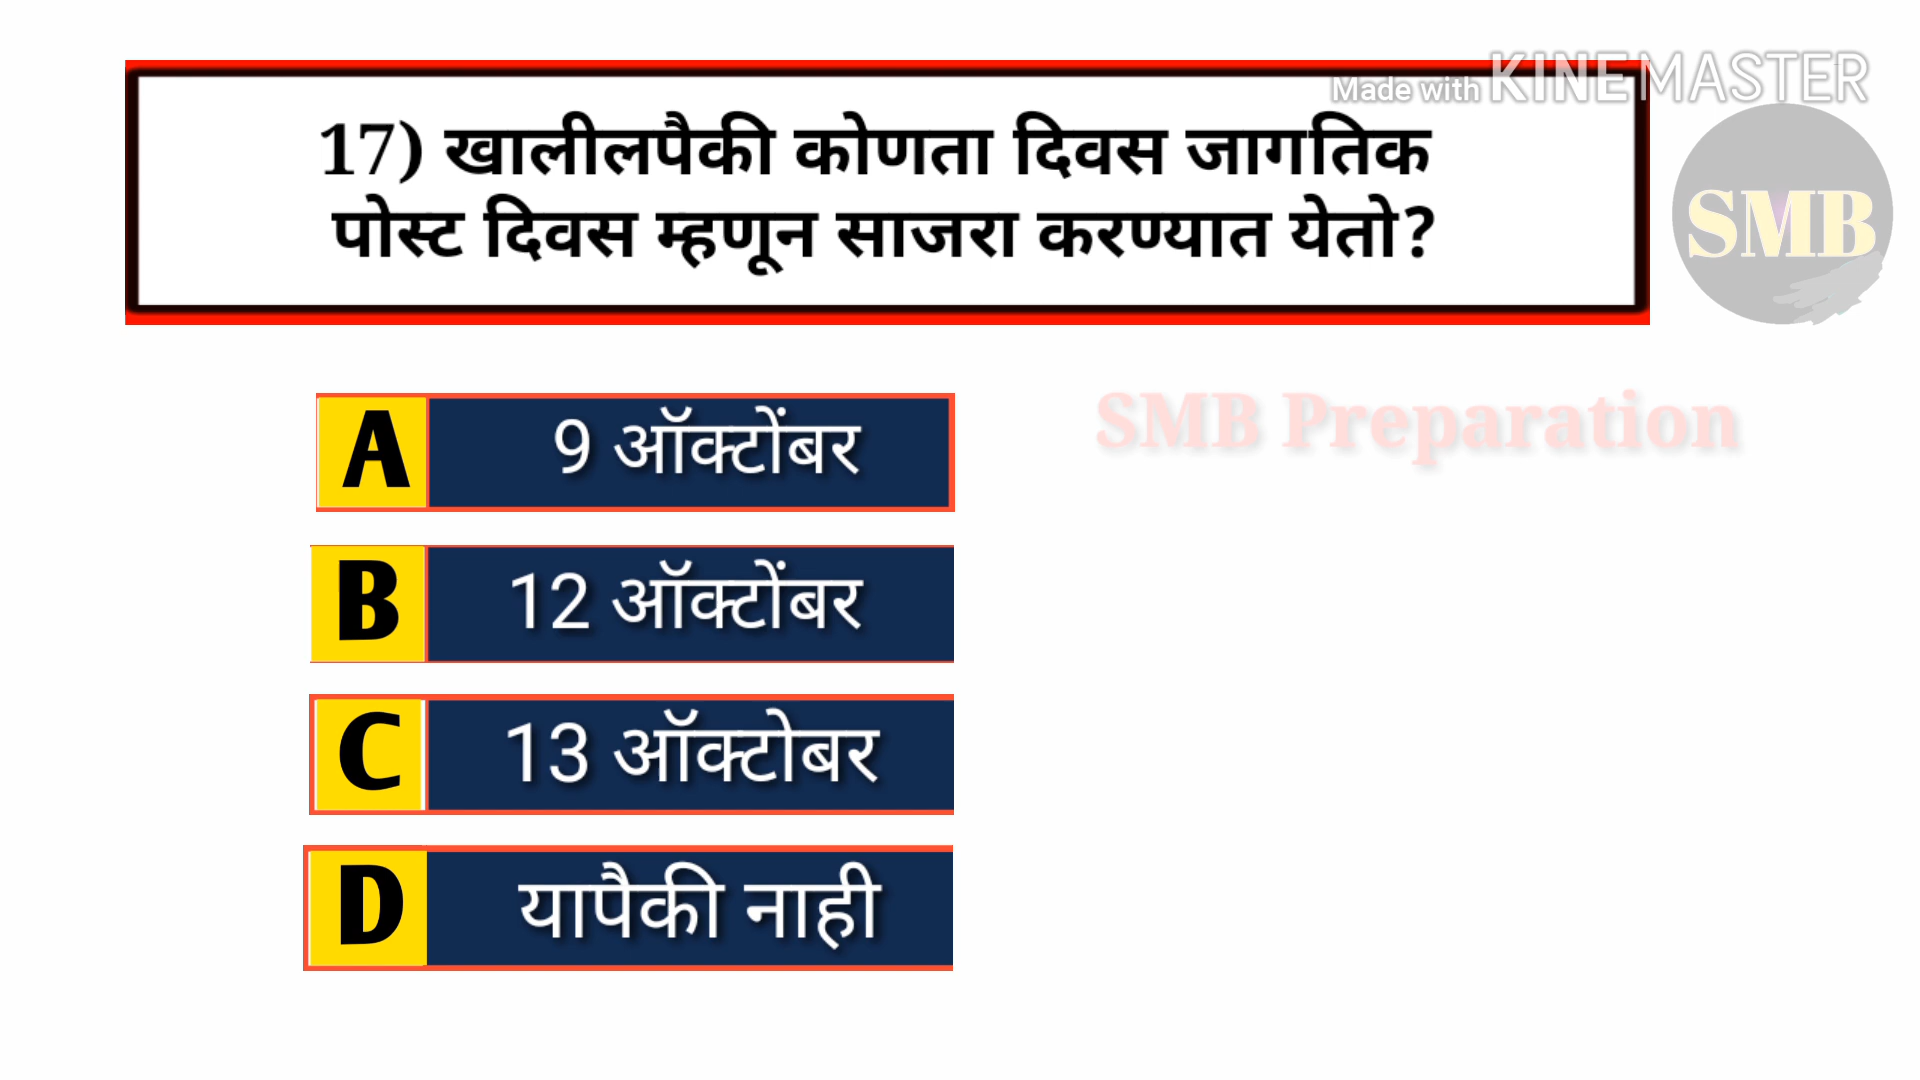 Made with KINEMASTER
17) खालीलपैकी कोणता दिवस जागतिक
पोस्ट दिवस म्हणून साजरा करण्यात येतो?
SMB
A 9 ऑक्टोंबर
SMB Preparation
B 12 ऑक्टोंबर
C 13 ऑक्टोबर
D यापैकी नाही